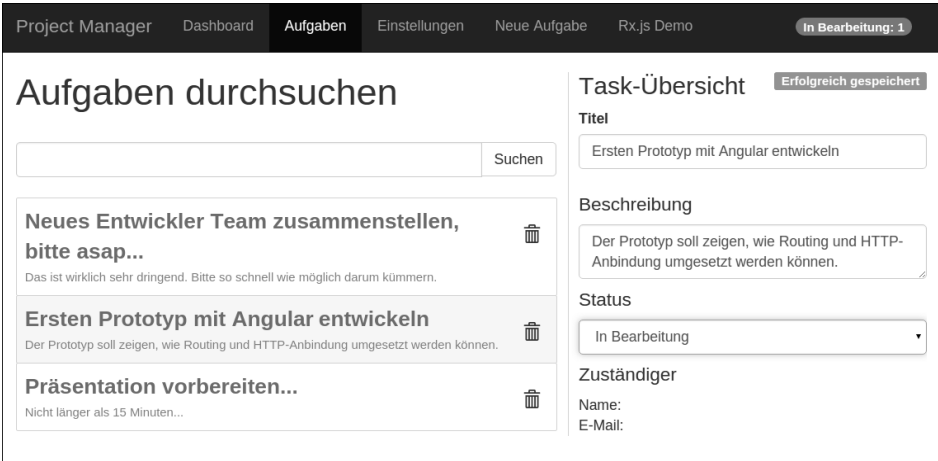 Project Manager Dashboard Aufgaben Einstellungen Neue Aufgabe Rx.js Demo In Bearbeitung: 1
Aufgaben durchsuchen
Suchen
Neues Entwickler Team zusammenstellen,
bitte asap...
Das ist wirklich sehr dringend. Bitte so schnell wie möglich darum kümmern.
Ersten Prototyp mit Angular entwickeln
Der Prototyp soll zeigen, wie Routing und HTTP-Anbindung umgesetzt werden können.
Präsentation vorbereiten...
Nicht länger als 15 Minuten...
Task-Übersicht Erfolgreich gespeichert
Titel
Ersten Prototyp mit Angular entwickeln
Beschreibung
Der Prototyp soll zeigen, wie Routing und HTTP-
Anbindung umgesetzt werden können.
Status
In Bearbeitung
Zuständiger
Name:
E-Mail: